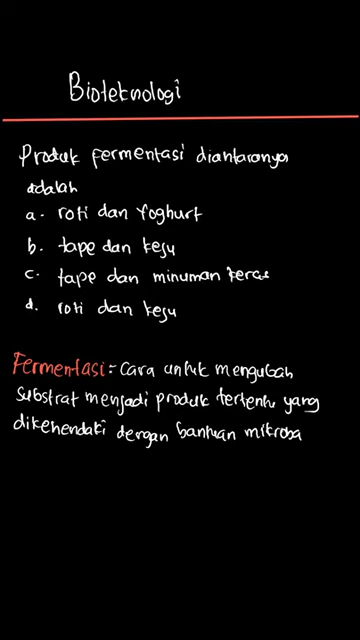 Bioteknologi
Produk fermentasi diantaranya
adalah
a. roti dan Yoghurt
b. tape dan keju
c. tape dan minuman keras
d. roti dan keju
Fermentasi = cara untuk mengubah
substrat menjadi produk tertentu yang
dikehendaki dengan bantuan mikroba